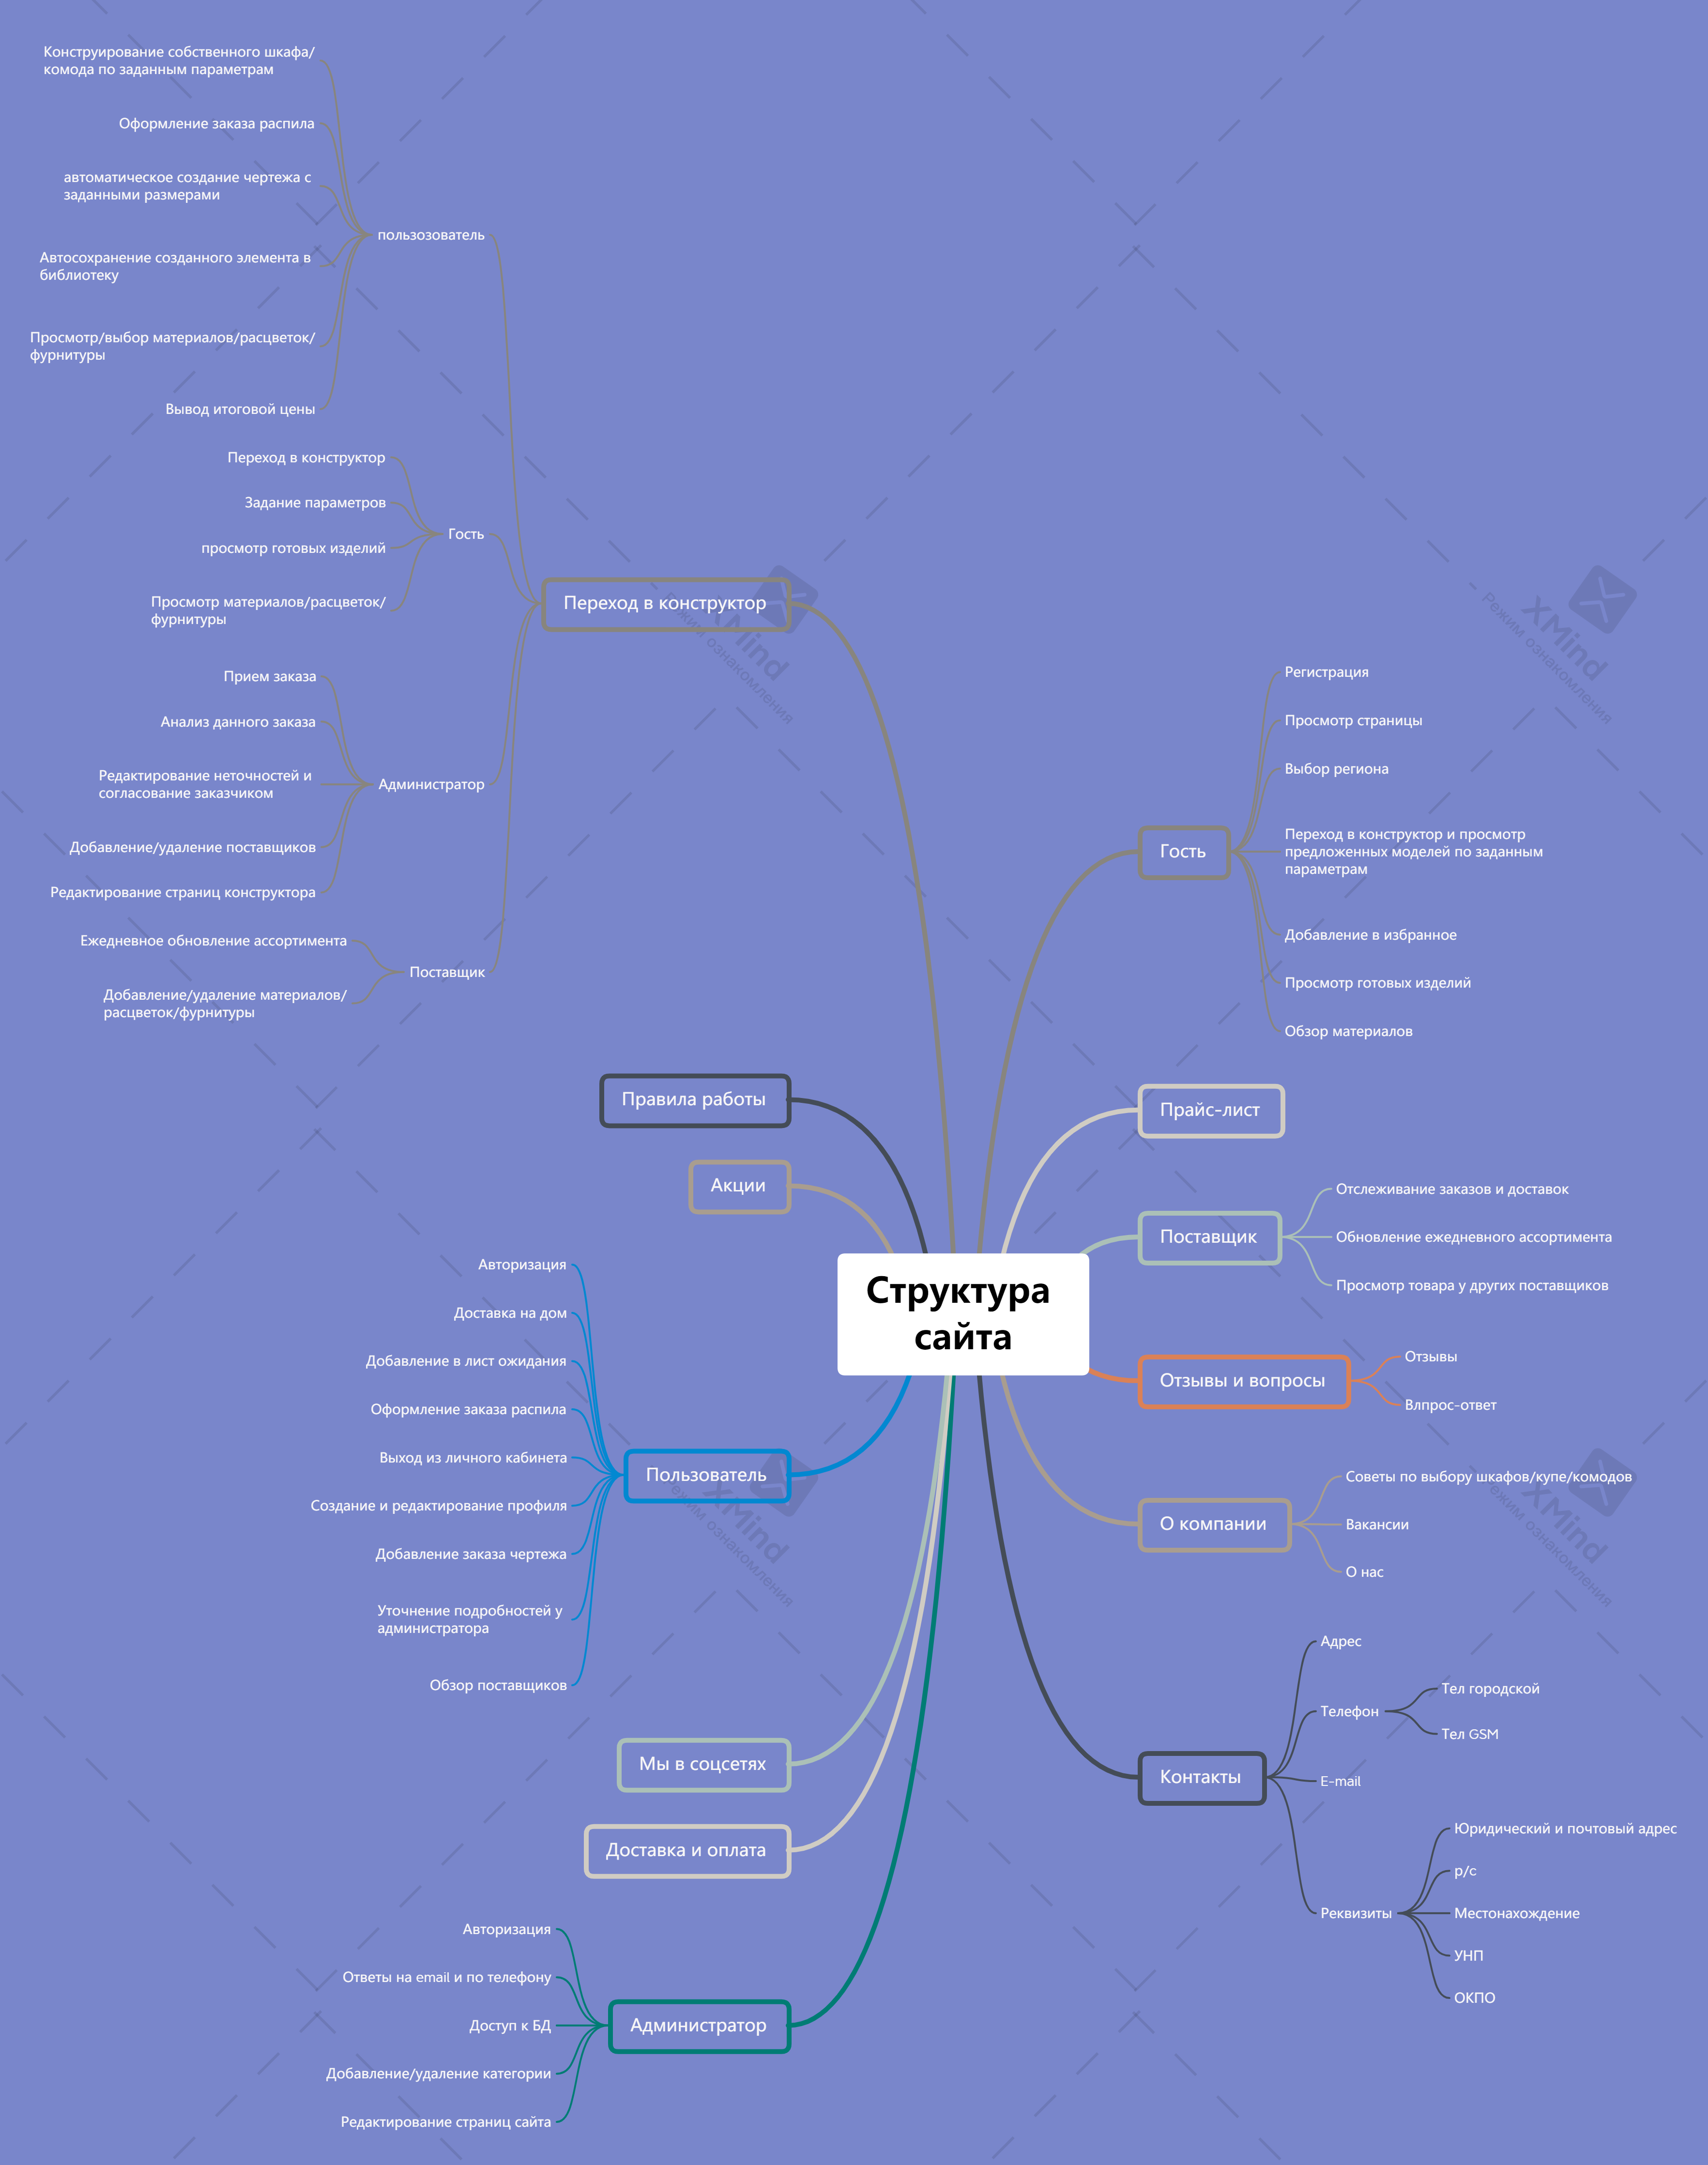 Конструирование собственного шкафа/
комода по заданным параметрам
Оформление заказа распила
автоматическое создание чертежа с
заданными размерами
Автосохранение созданного элемента в
библиотеку
Просмотр/выбор материалов/расцветок/
фурнитуры
Вывод итоговой цены
пользозователь
Переход в конструктор
Задание параметров
просмотр готовых изделий
Просмотр материалов/расцветок/
фурнитуры
Гость
Прием заказа
Анализ данного заказа
Редактирование неточностей и
согласование заказчиком
Добавление/удаление поставщиков
Редактирование страниц конструктора
Администратор
Ежедневное обновление ассортимента
Добавление/удаление материалов/
расцветок/фурнитуры
Поставщик
Переход в конструктор
Правила работы
Акции
Авторизация
Доставка на дом
Добавление в лист ожидания
Оформление заказа распила
Выход из личного кабинета
Создание и редактирование профиля
Добавление заказа чертежа
Уточнение подробностей у
администратора
Обзор поставщиков
Пользователь
Мы в соцсетях
Доставка и оплата
Авторизация
Ответы на email и по телефону
Доступ к БД
Добавление/удаление категории
Редактирование страниц сайта
Администратор
Структура
сайта
Гость
Регистрация
Просмотр страницы
Выбор региона
Переход в конструктор и просмотр
предложенных моделей по заданным
параметрам
Добавление в избранное
Просмотр готовых изделий
Обзор материалов
Прайс-лист
Поставщик
Отслеживание заказов и доставок
Обновление ежедневного ассортимента
Просмотр товара у других поставщиков
Отзывы и вопросы
Отзывы
Влпрос-ответ
О компании
Советы по выбору шкафов/купе/комодов
Вакансии
О нас
Контакты
Адрес
Телефон
Тел городской
Тел GSM
E-mail
Реквизиты
Юридический и почтовый адрес
р/с
Местонахождение
УНП
ОКПО
XMind
Режим ознакомления
XMind
Режим ознакомления
XMind
Режим ознакомления
XMind
Режим ознакомления